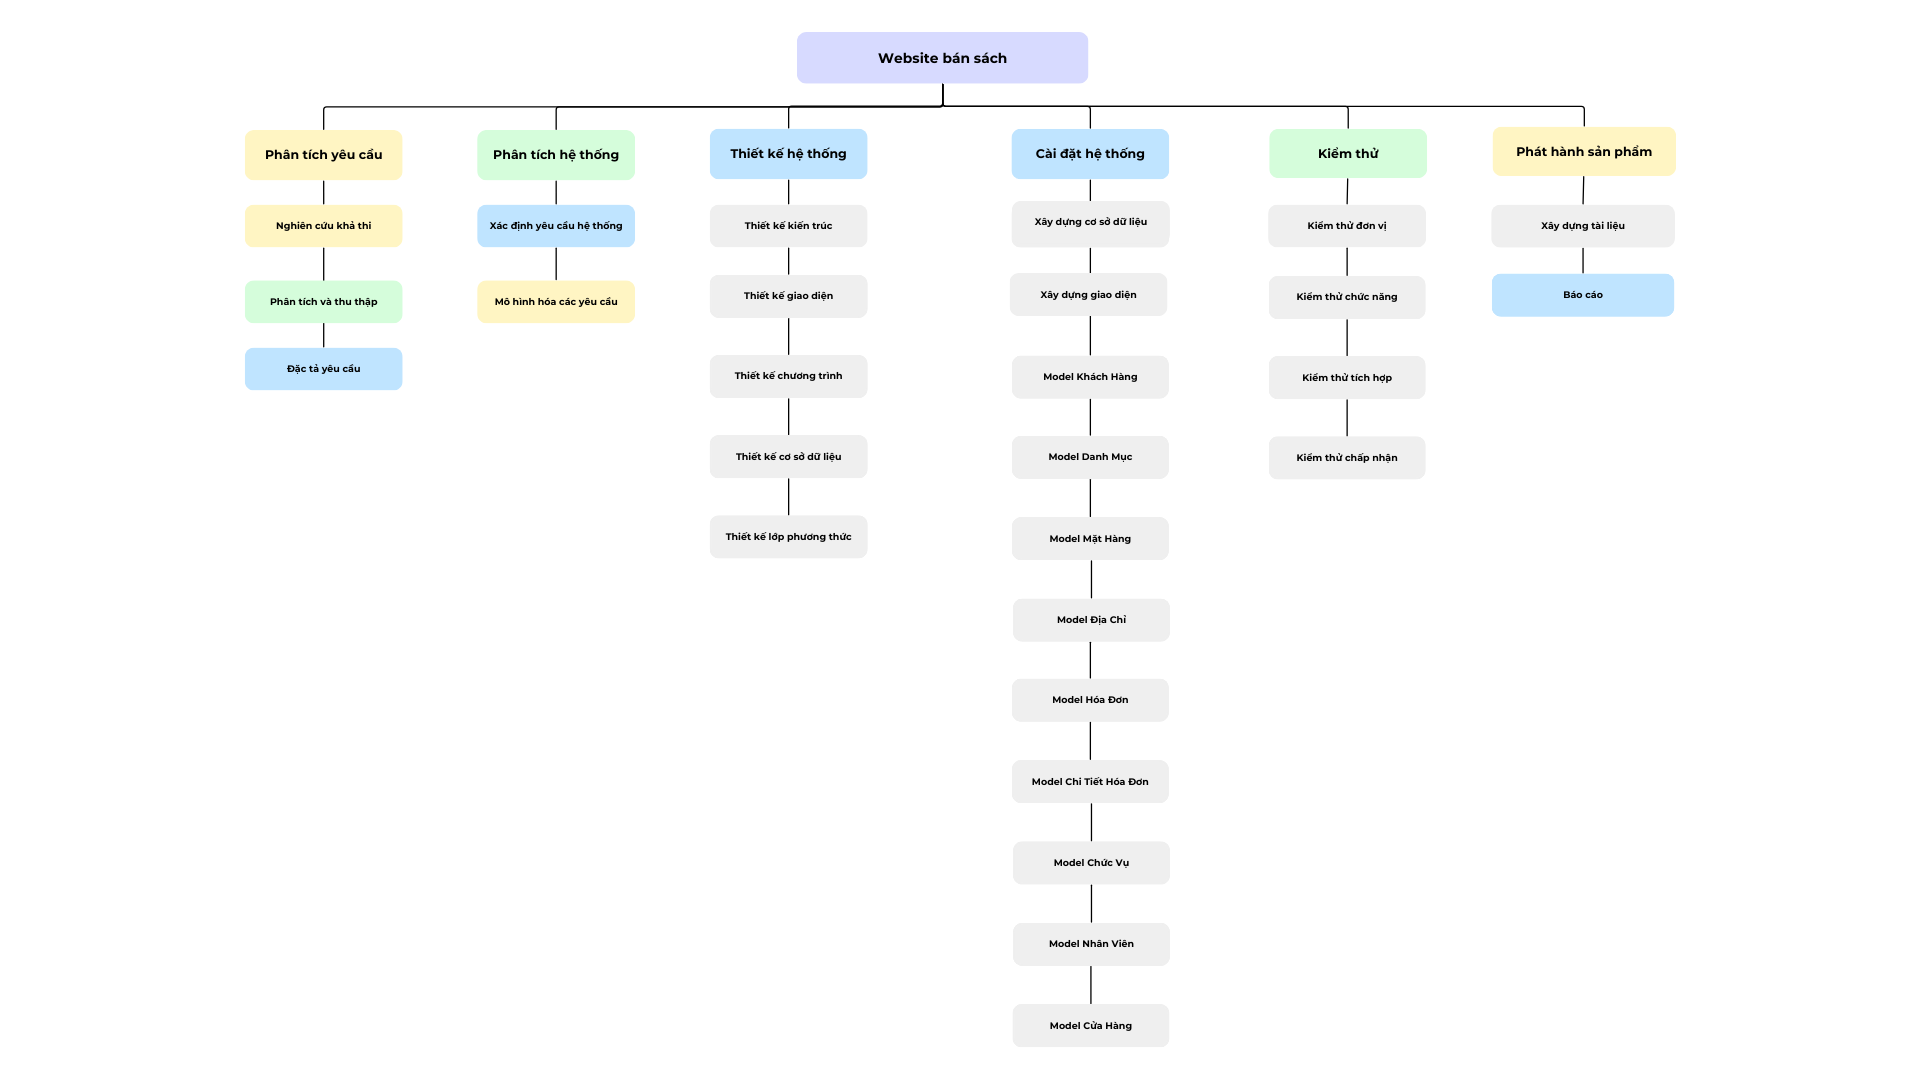 Website bán sách
Phân tích yêu cầu
Nghiên cứu khả thi
Phân tích và thu thập
Đặc tả yêu cầu
Phân tích hệ thống
Xác định yêu cầu hệ thống
Mô hình hóa các yêu cầu
Thiết kế hệ thống
Thiết kế kiến trúc
Thiết kế giao diện
Thiết kế chương trình
Thiết kế cơ sở dữ liệu
Thiết kế lớp phương thức
Cài đặt hệ thống
Xây dựng cơ sở dữ liệu
Xây dựng giao diện
Model Khách Hàng
Model Danh Mục
Model Mặt Hàng
Model Địa Chỉ
Model Hóa Đơn
Model Chi Tiết Hóa Đơn
Model Chức Vụ
Model Nhân Viên
Model Cửa Hàng
Kiểm thử
Kiểm thử đơn vị
Kiểm thử chức năng
Kiểm thử tích hợp
Kiểm thử chấp nhận
Phát hành sản phẩm
Xây dựng tài liệu
Báo cáo